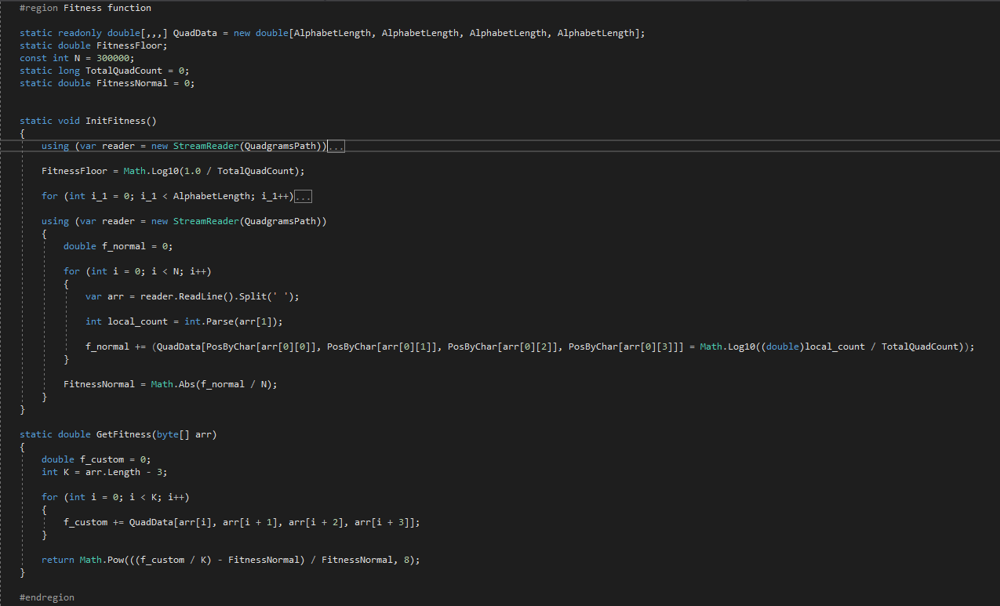 #region Fitness function
static readonly double[,,,] QuadData = new double[AlphabetLength, AlphabetLength, AlphabetLength, AlphabetLength];
static double FitnessFloor;
const int N = 300000;
static long TotalQuadCount = 0;
static double FitnessNormal = 0;
static void InitFitness()
{
using (var reader = new StreamReader(QuadgramsPath))...
FitnessFloor = Math.Log10(1.0 / TotalQuadCount);
for (int i_1 = 0; i_1 < AlphabetLength; i_1++)...
using (var reader = new StreamReader(QuadgramsPath))
{
double f_normal = 0;
for (int i = 0; i < N; i++)
{
var arr = reader.ReadLine().Split(' ');
int local_count = int.Parse(arr[1]);
f_normal += (QuadData[PosByChar[arr[0][0]], PosByChar[arr[0][1]], PosByChar[arr[0][2]], PosByChar[arr[0][3]]] = Math.Log10((double)local_count / TotalQuadCount));
}
FitnessNormal = Math.Abs(f_normal / N);
}
}
static double GetFitness(byte[] arr)
{
double f_custom = 0;
int K = arr.Length - 3;
for (int i = 0; i < K; i++)
{
f_custom += QuadData[arr[i], arr[i + 1], arr[i + 2], arr[i + 3]];
}
return Math.Pow(((f_custom / K) - FitnessNormal) / FitnessNormal, 8);
}
#endregion